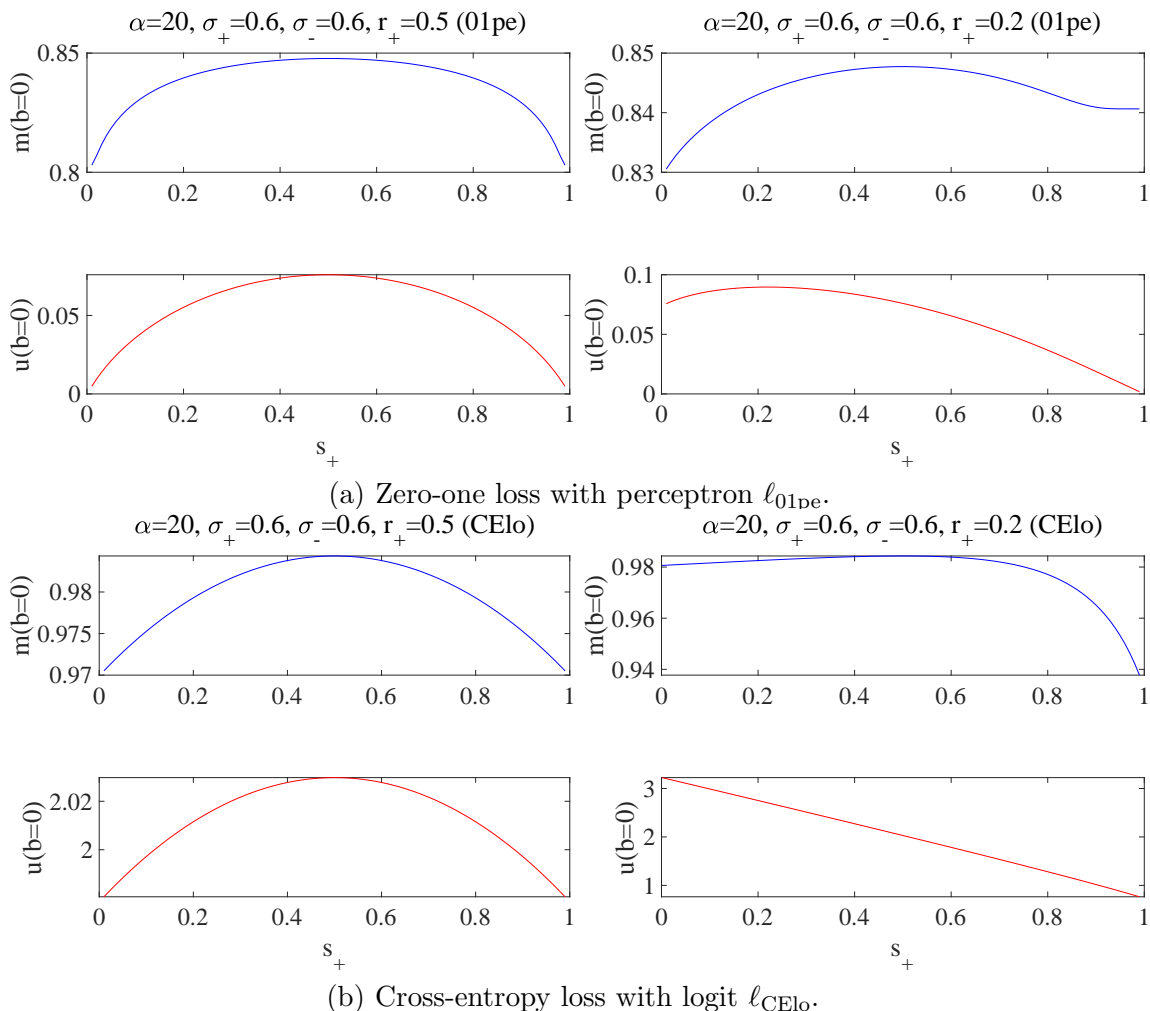 α=20, σ₊=0.6, σ₋=0.6, r₊=0.5 (01pe)
α=20, σ₊=0.6, σ₋=0.6, r₊=0.2 (01pe)
0.85
0.8
m(b=0)
0 0.2 0.4 0.6 0.8 1
0.85
0.84
0.83
m(b=0)
0 0.2 0.4 0.6 0.8 1
0.05
0
u(b=0)
0 0.2 0.4 0.6 0.8 1
s₊
0.1
0.05
0
u(b=0)
0 0.2 0.4 0.6 0.8 1
s₊
(a) Zero-one loss with perceptron ℓ₀₁ₚₑ.
α=20, σ₊=0.6, σ₋=0.6, r₊=0.5 (CElo)
α=20, σ₊=0.6, σ₋=0.6, r₊=0.2 (CElo)
0.98
0.975
0.97
m(b=0)
0 0.2 0.4 0.6 0.8 1
0.98
0.96
0.94
m(b=0)
0 0.2 0.4 0.6 0.8 1
2.02
2
u(b=0)
0 0.2 0.4 0.6 0.8 1
s₊
3
2
1
u(b=0)
0 0.2 0.4 0.6 0.8 1
s₊
(b) Cross-entropy loss with logit ℓ_CElo.